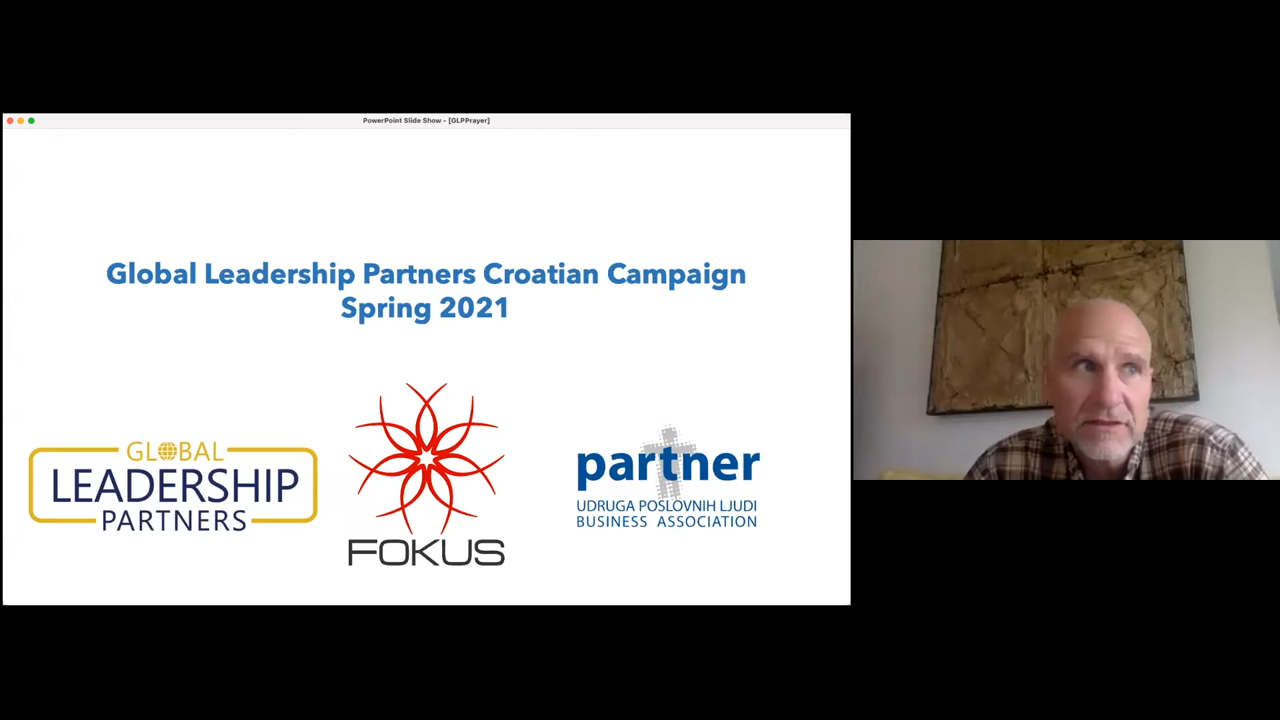 PowerPoint Slide Show - [GLPPrayer]
Global Leadership Partners Croatian Campaign
Spring 2021
GLOBAL
LEADERSHIP
PARTNERS
FOKUS
partner
UDRUGA POSLOVNIH LJUDI
BUSINESS ASSOCIATION